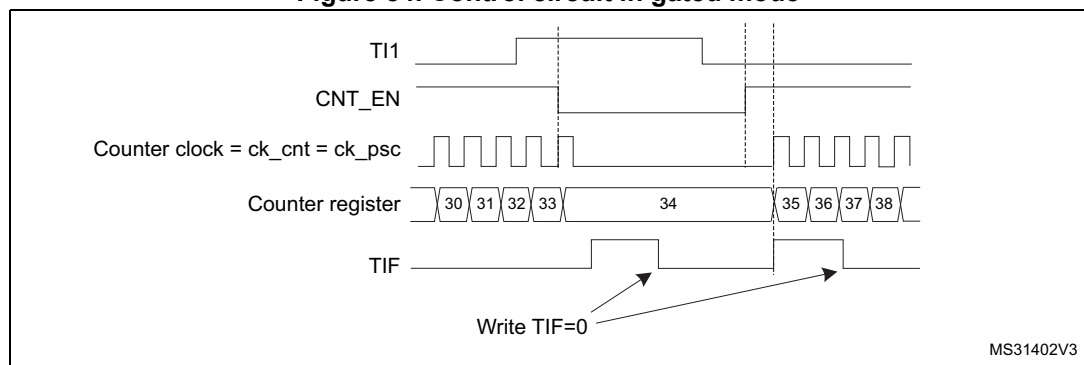 Figure 34. Control circuit in gated mode
TI1
CNT_EN
Counter clock = ck_cnt = ck_psc
Counter register
30 31 32 33 34 35 36 37 38
TIF
Write TIF=0
MS31402V3